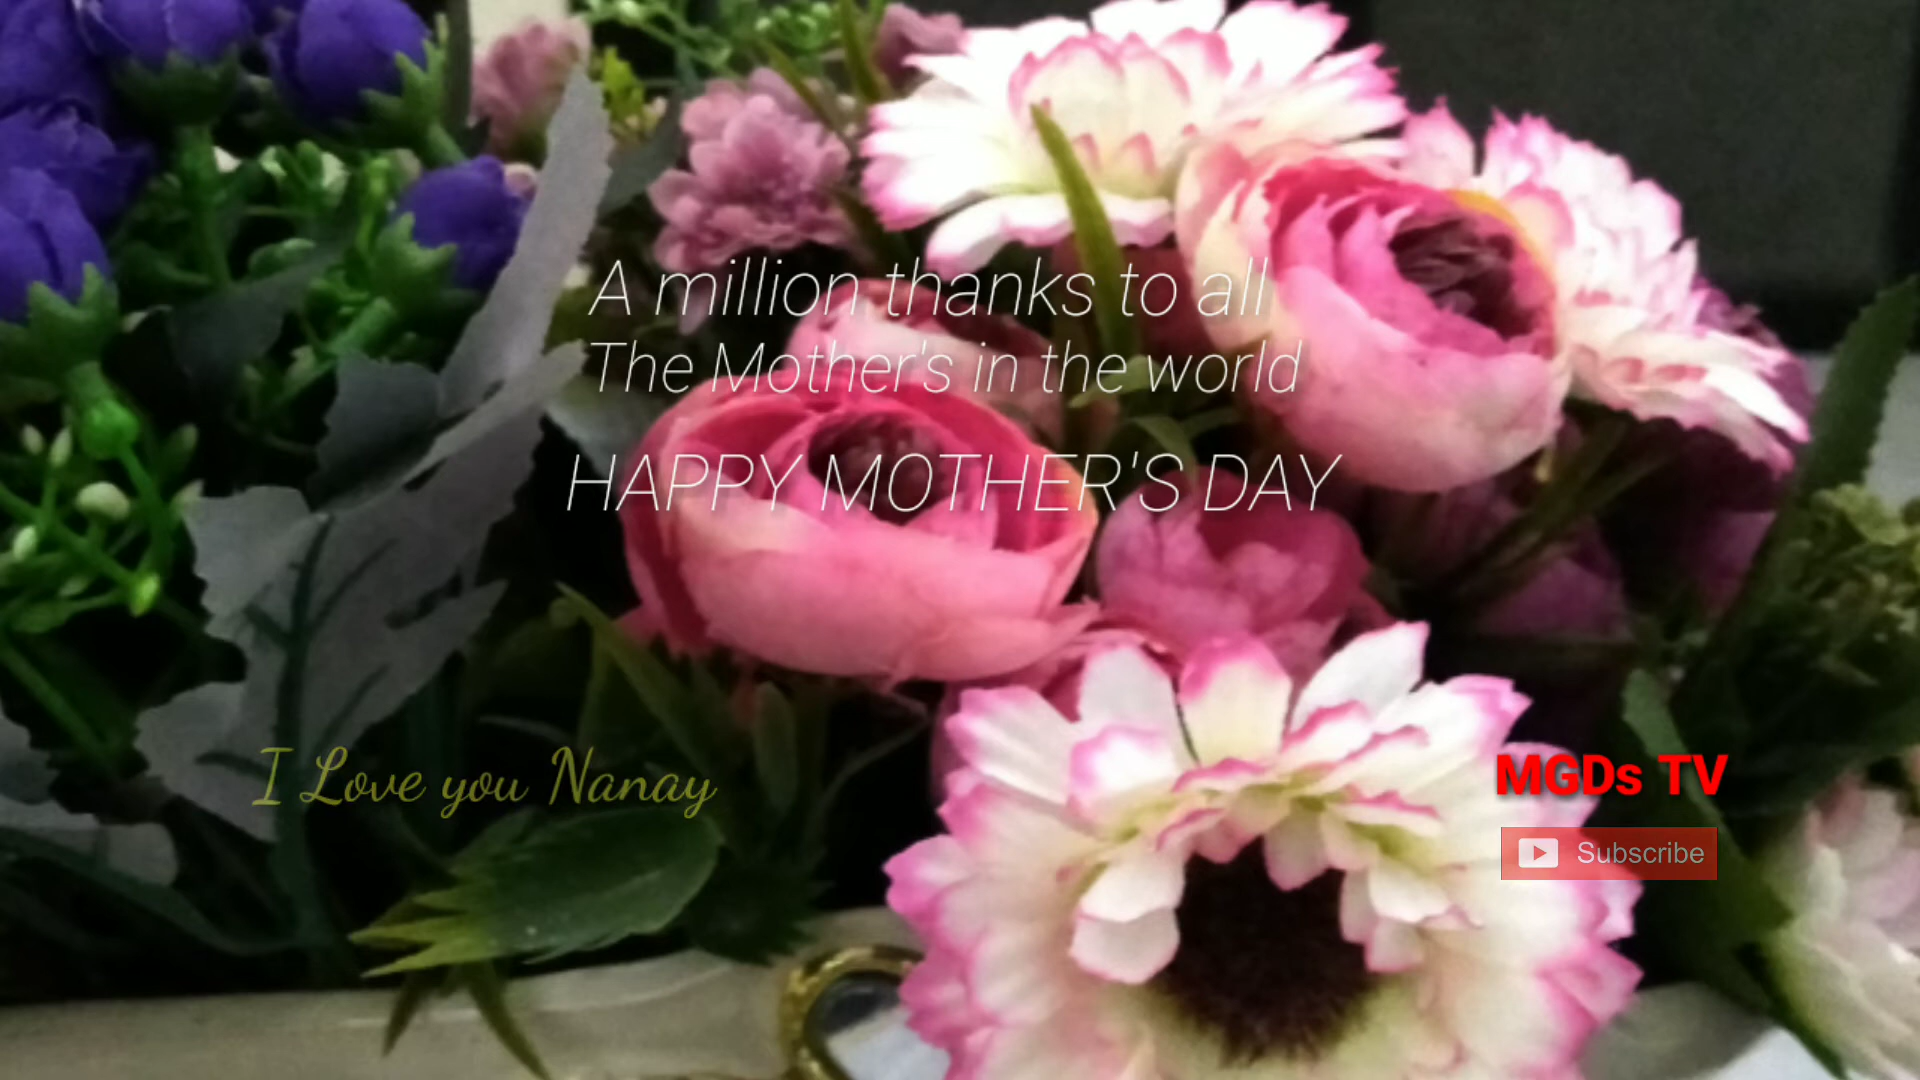 A million thanks to all
The Mother's in the world
HAPPY MOTHER'S DAY
I Love you Nanay
MGDs TV
Subscribe